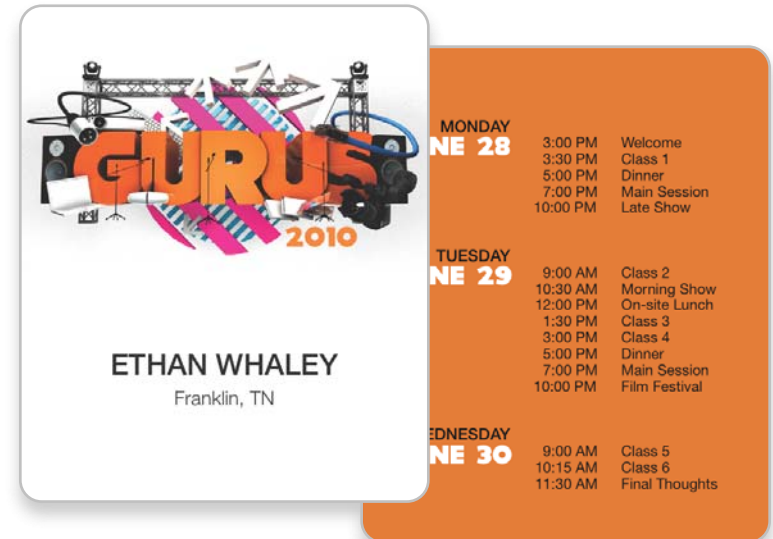 GURUS
2010
ETHAN WHALEY
Franklin, TN
MONDAY
NE 28
3:00 PM Welcome
3:30 PM Class 1
5:00 PM Dinner
7:00 PM Main Session
10:00 PM Late Show
TUESDAY
NE 29
9:00 AM Class 2
10:30 AM Morning Show
12:00 PM On-site Lunch
1:30 PM Class 3
3:00 PM Class 4
5:00 PM Dinner
7:00 PM Main Session
10:00 PM Film Festival
EDNESDAY
NE 30
9:00 AM Class 5
10:15 AM Class 6
11:30 AM Final Thoughts